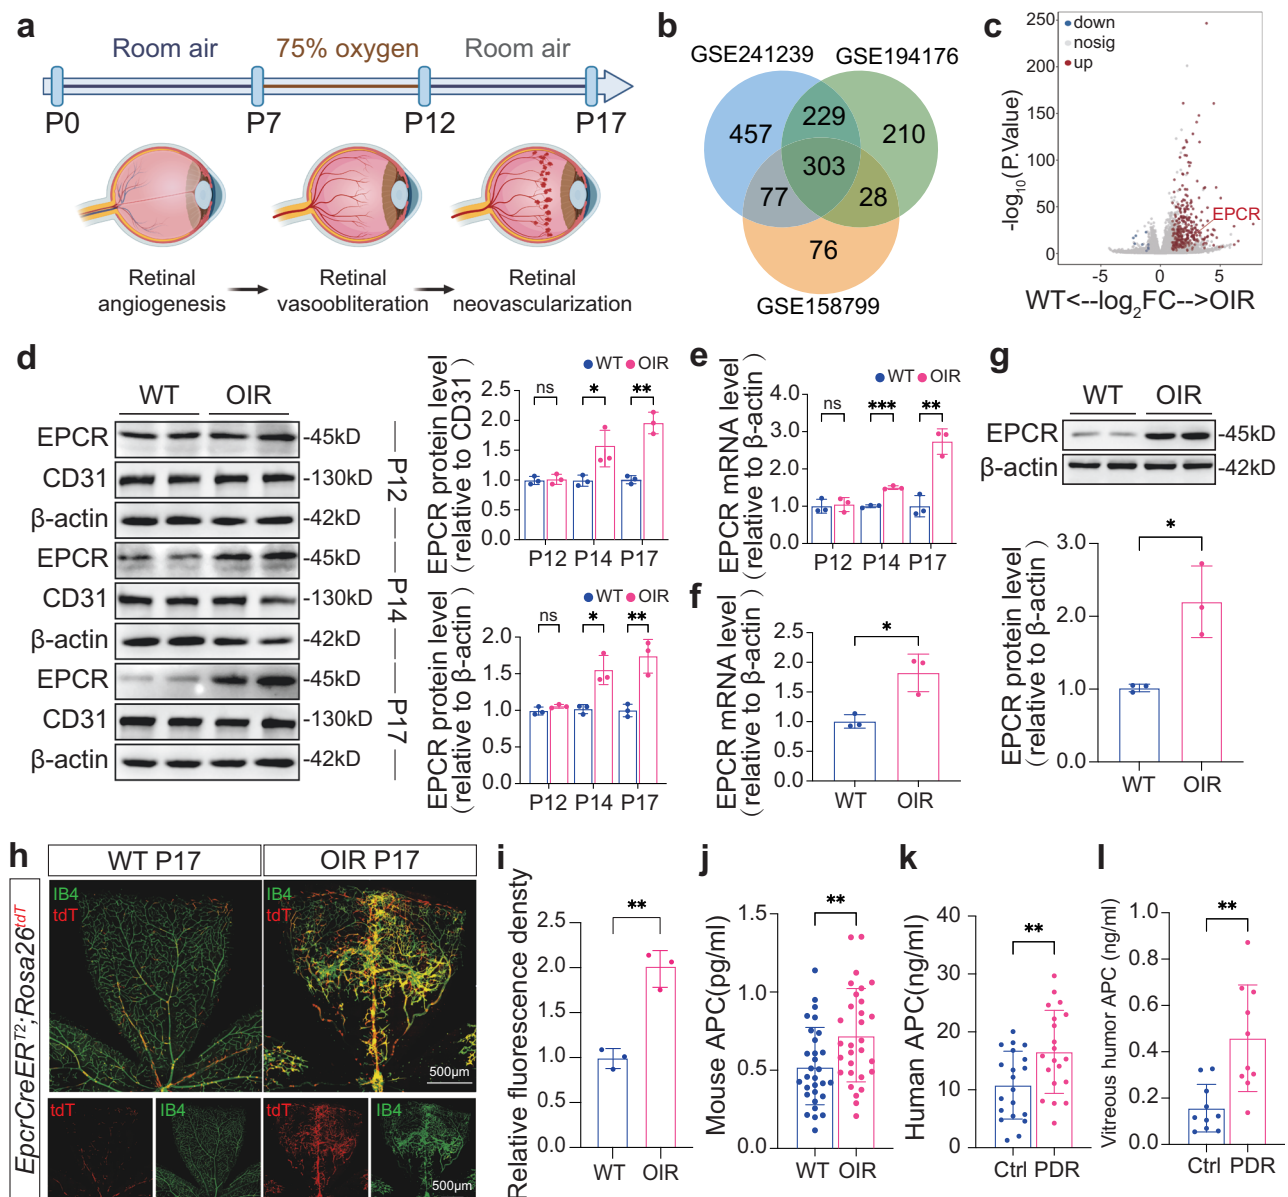 a
Room air
75% oxygen
Room air
P0
P7
P12
P17
Retinal
angiogenesis
Retinal
vasoobliteration
Retinal
neovascularization
b
GSE241239
GSE194176
457
229
210
303
77
28
76
GSE158799
c
down
nosig
up
250
200
150
100
50
0
-log10(P.Value)
EPCR
-5
0
5
WT<--log2FC-->OIR
d
WT
OIR
EPCR
-45kD
CD31
-130kD
β-actin
-42kD
P12
EPCR
-45kD
CD31
-130kD
β-actin
-42kD
P14
EPCR
-45kD
CD31
-130kD
β-actin
-42kD
P17
WT
OIR
EPCR protein level
(relative to CD31)
2.5
2.0
1.5
1.0
0.5
0.0
ns
*
**
P12
P14
P17
WT
OIR
EPCR protein level
(relative to β-actin)
2.0
1.5
1.0
0.5
0.0
ns
*
**
P12
P14
P17
e
WT
OIR
EPCR mRNA level
(relative to β-actin)
4.0
3.0
2.0
1.0
0.0
ns
***
**
P12
P14
P17
f
EPCR mRNA level
(relative to β-actin)
2.5
2.0
1.5
1.0
0.5
0.0
*
WT
OIR
g
WT
OIR
EPCR
-45kD
β-actin
-42kD
EPCR protein level
(relative to β-actin)
3.0
2.0
1.0
0.0
*
WT
OIR
h
WT P17
OIR P17
EpcrCreERT2;Rosa26tdT
IB4
tdT
IB4
tdT
500μm
tdT
IB4
tdT
IB4
500μm
i
Relative fluorescence densty
2.5
2.0
1.0
0.0
**
WT
OIR
j
Mouse APC(pg/ml)
1.5
1.0
0.5
0.0
**
WT
OIR
k
Human APC(ng/ml)
40
30
20
10
0
**
Ctrl
PDR
l
Vitreous humor APC (ng/ml)
1.0
0.8
0.6
0.4
0.2
0.0
**
Ctrl
PDR